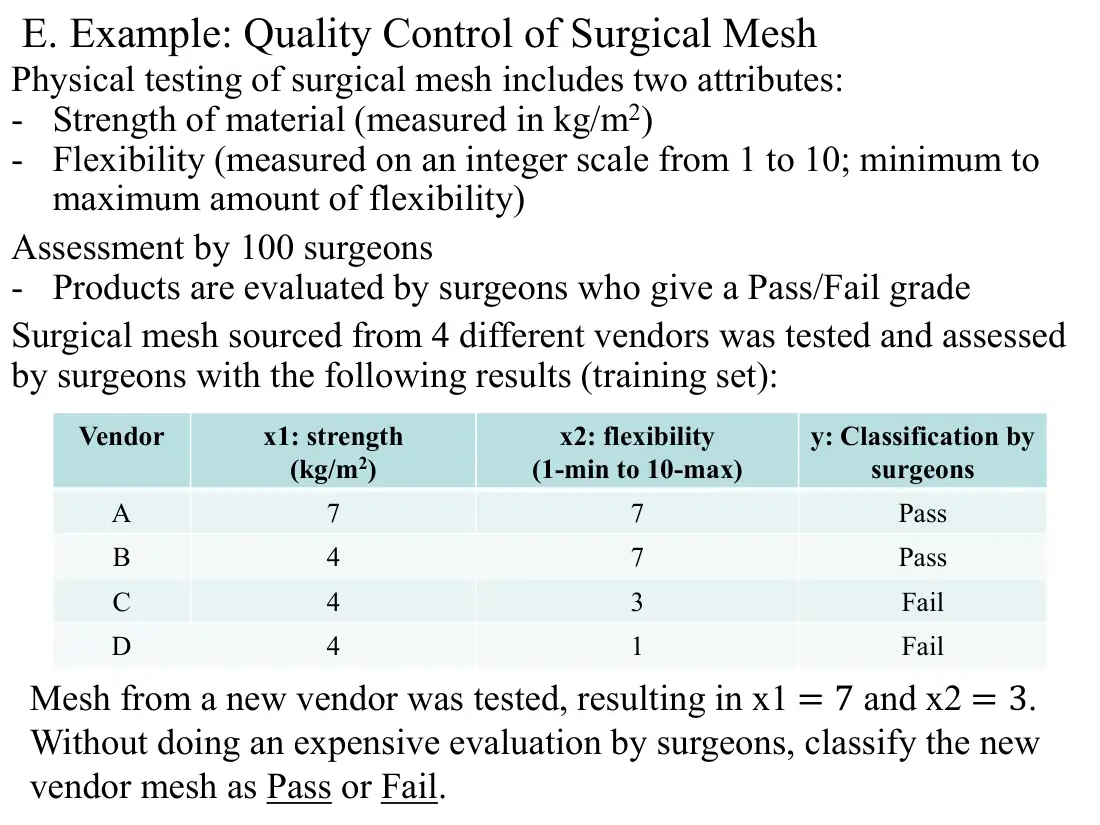 E. Example: Quality Control of Surgical Mesh
Physical testing of surgical mesh includes two attributes:
- Strength of material (measured in kg/m²)
- Flexibility (measured on an integer scale from 1 to 10; minimum to
maximum amount of flexibility)
Assessment by 100 surgeons
- Products are evaluated by surgeons who give a Pass/Fail grade
Surgical mesh sourced from 4 different vendors was tested and assessed
by surgeons with the following results (training set):
Vendor x1: strength (kg/m²) x2: flexibility (1-min to 10-max) y: Classification by surgeons
A 7 7 Pass
B 4 7 Pass
C 4 3 Fail
D 4 1 Fail
Mesh from a new vendor was tested, resulting in x1 = 7 and x2 = 3.
Without doing an expensive evaluation by surgeons, classify the new
vendor mesh as Pass or Fail.